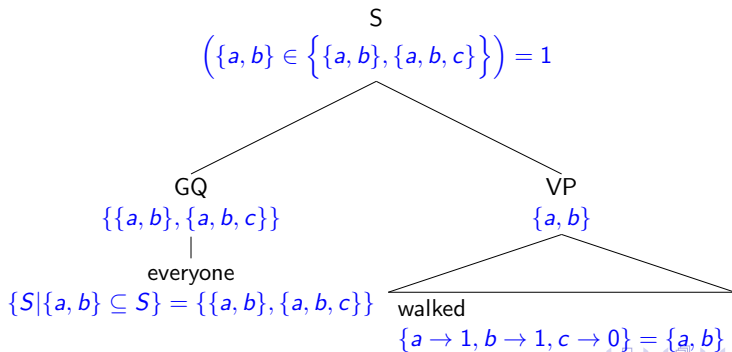 S
({a, b} ∈ {{a, b}, {a, b, c}}) = 1
GQ
{{a, b}, {a, b, c}}
VP
{a, b}
everyone
{S|{a, b} ⊆ S} = {{a, b}, {a, b, c}}
walked
{a → 1, b → 1, c → 0} = {a, b}